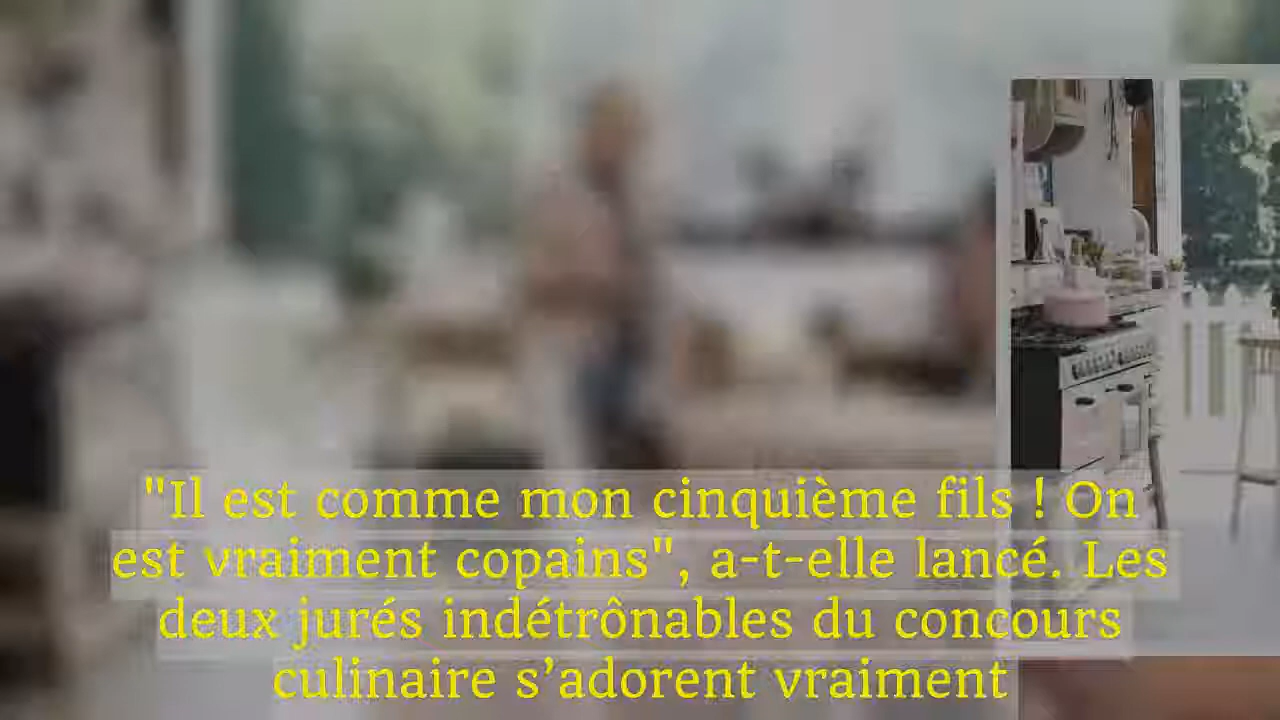 "Il est comme mon cinquième fils ! On
est vraiment copains", a-t-elle lancé. Les
deux jurés indétrônables du concours
culinaire s’adorent vraiment